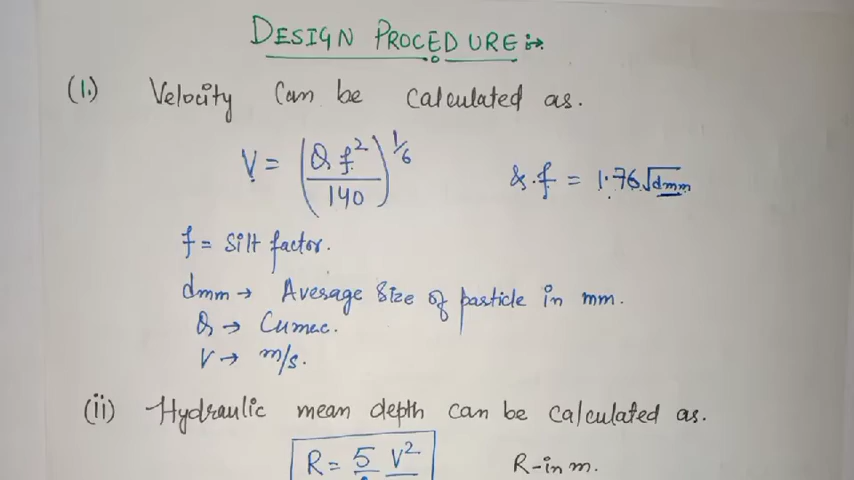 DESIGN PROCEDURE :→
(1.) Velocity can be calculated as.
V = (Q f² / 140)^1/6 & f = 1.76 √dmm
f = Silt factor.
dmm → Average Size of particle in mm.
Q → Cumec.
V → m/s.
(ii) Hydraulic mean depth can be calculated as.
R = 5 V² R-in m.